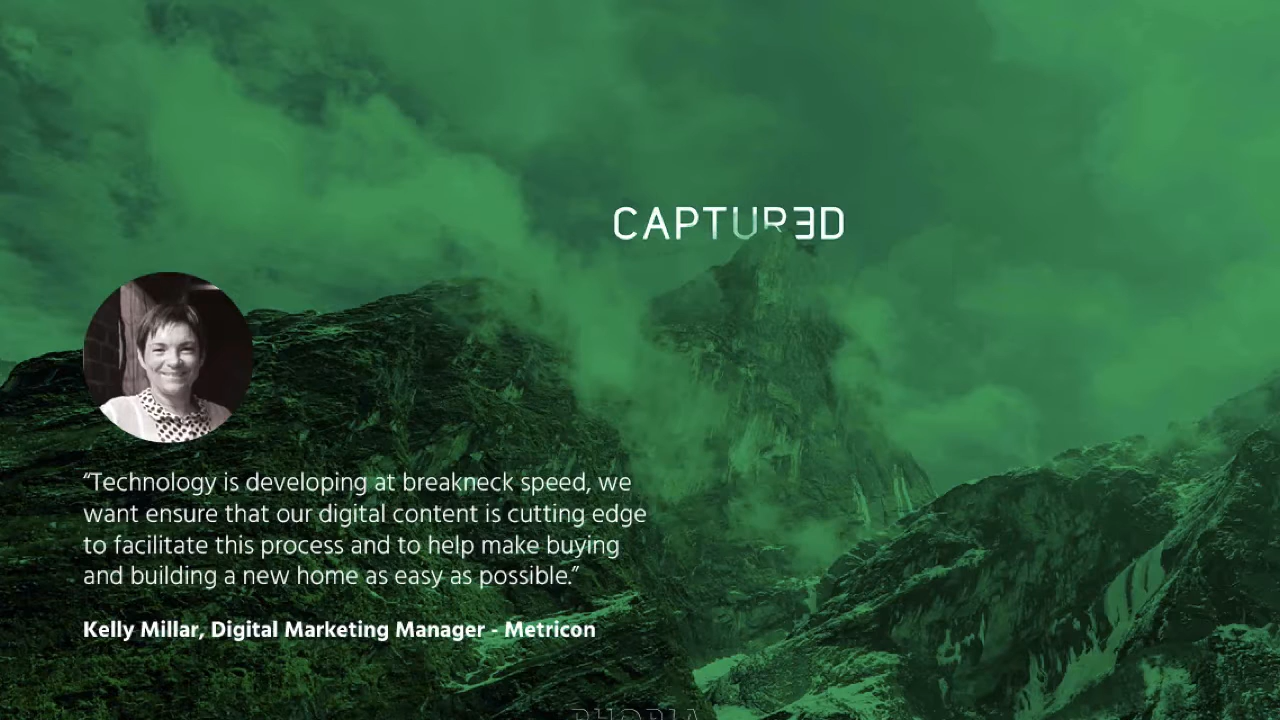 CAPTURƎD
“Technology is developing at breakneck speed, we
want ensure that our digital content is cutting edge
to facilitate this process and to help make buying
and building a new home as easy as possible.”
Kelly Millar, Digital Marketing Manager - Metricon
PHORIA